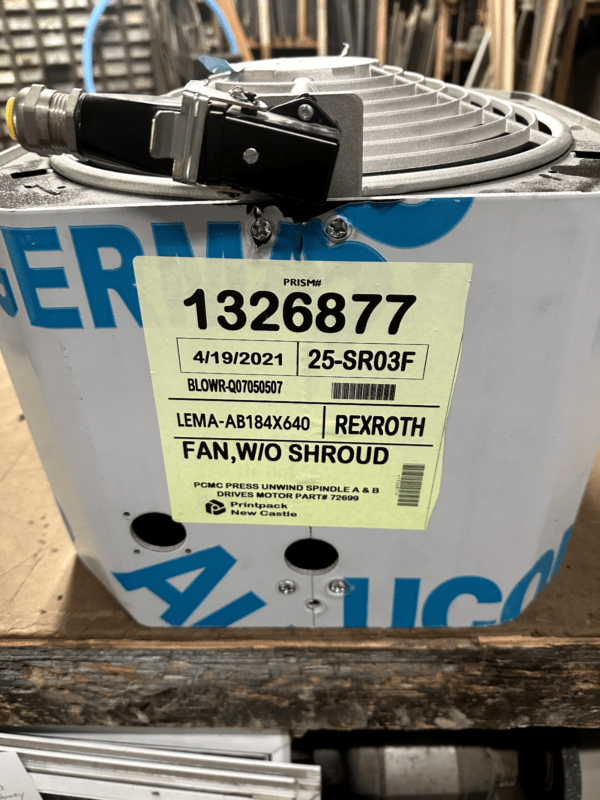 GERMA
PRISM#
1326877
4/19/2021 25-SR03F
BLOWR-Q07050507
LEMA-AB184X640 REXROTH
FAN,W/O SHROUD
PCMC PRESS UNWIND SPINDLE A & B
DRIVES MOTOR PART# 72699
Printpack
New Castle